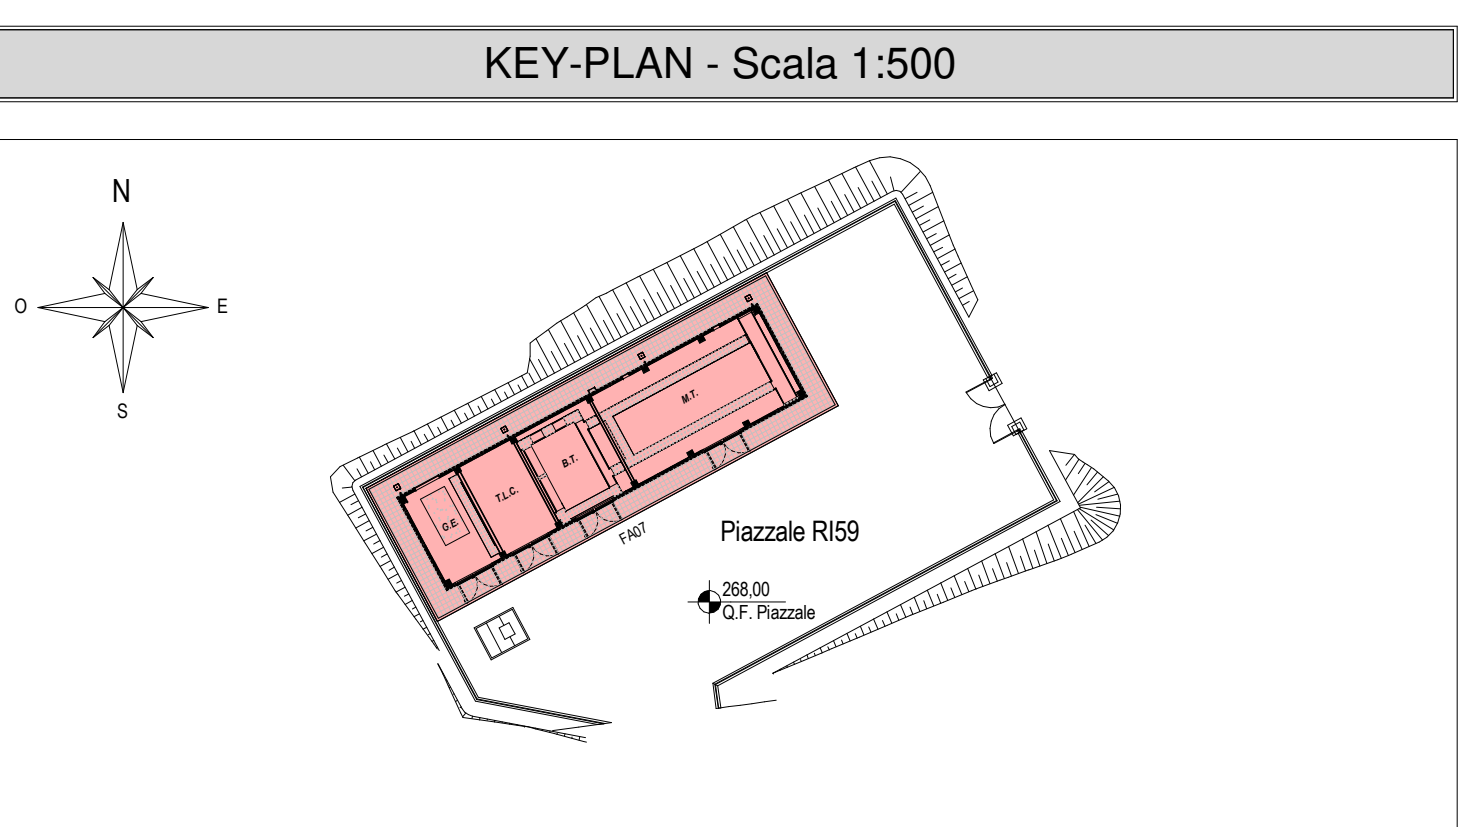 KEY-PLAN - Scala 1:500
N
O
E
S
M.T.
B.T.
T.L.C.
G.E.
FA07
Piazzale RI59
268,00
Q.F. Piazzale